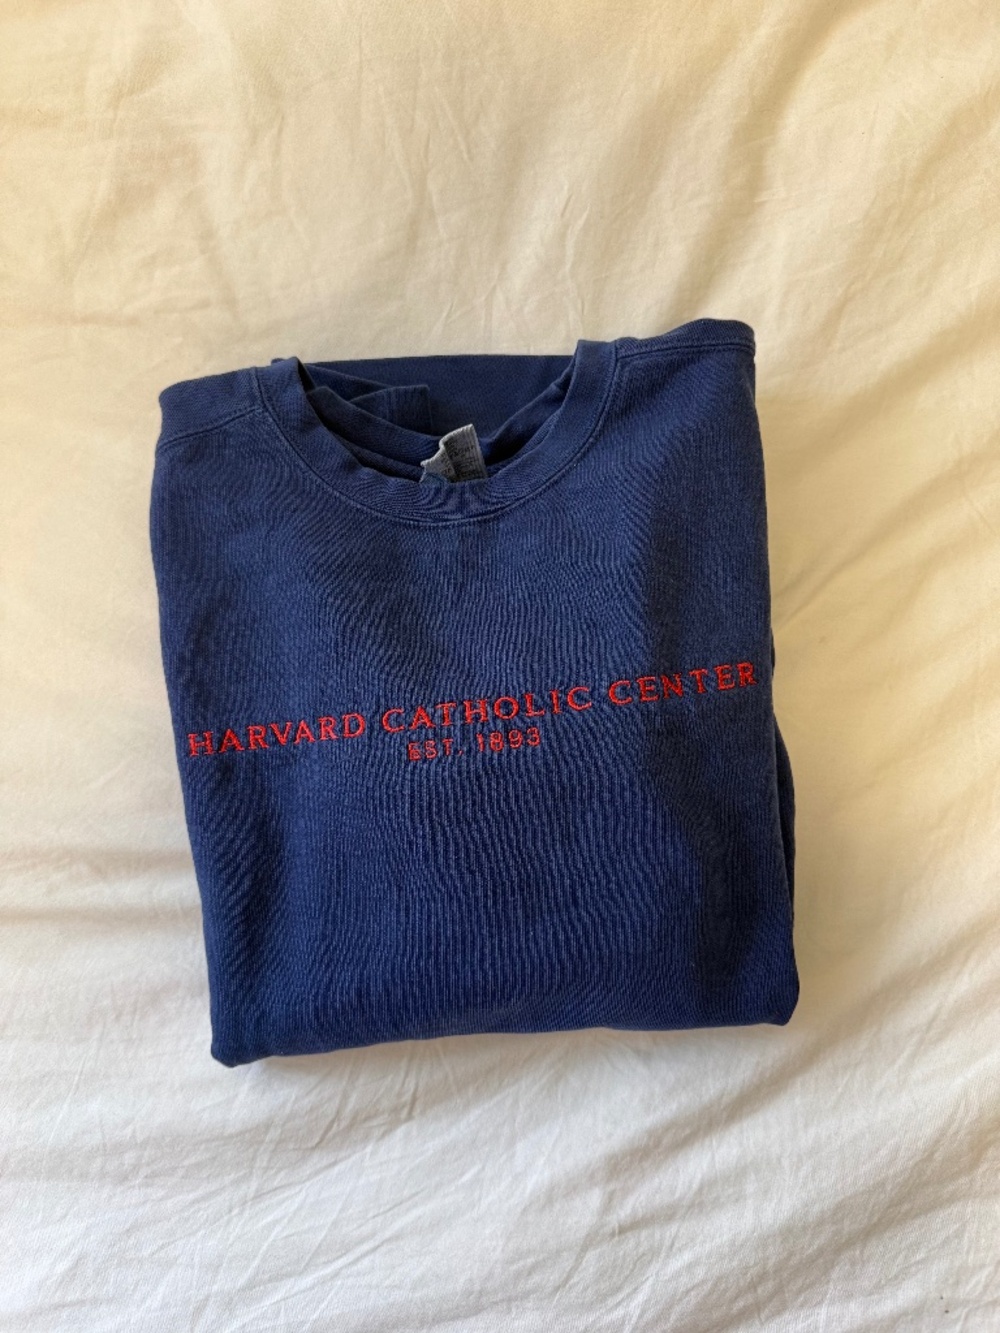 HARVARD CATHOLIC CENTER
EST. 1893